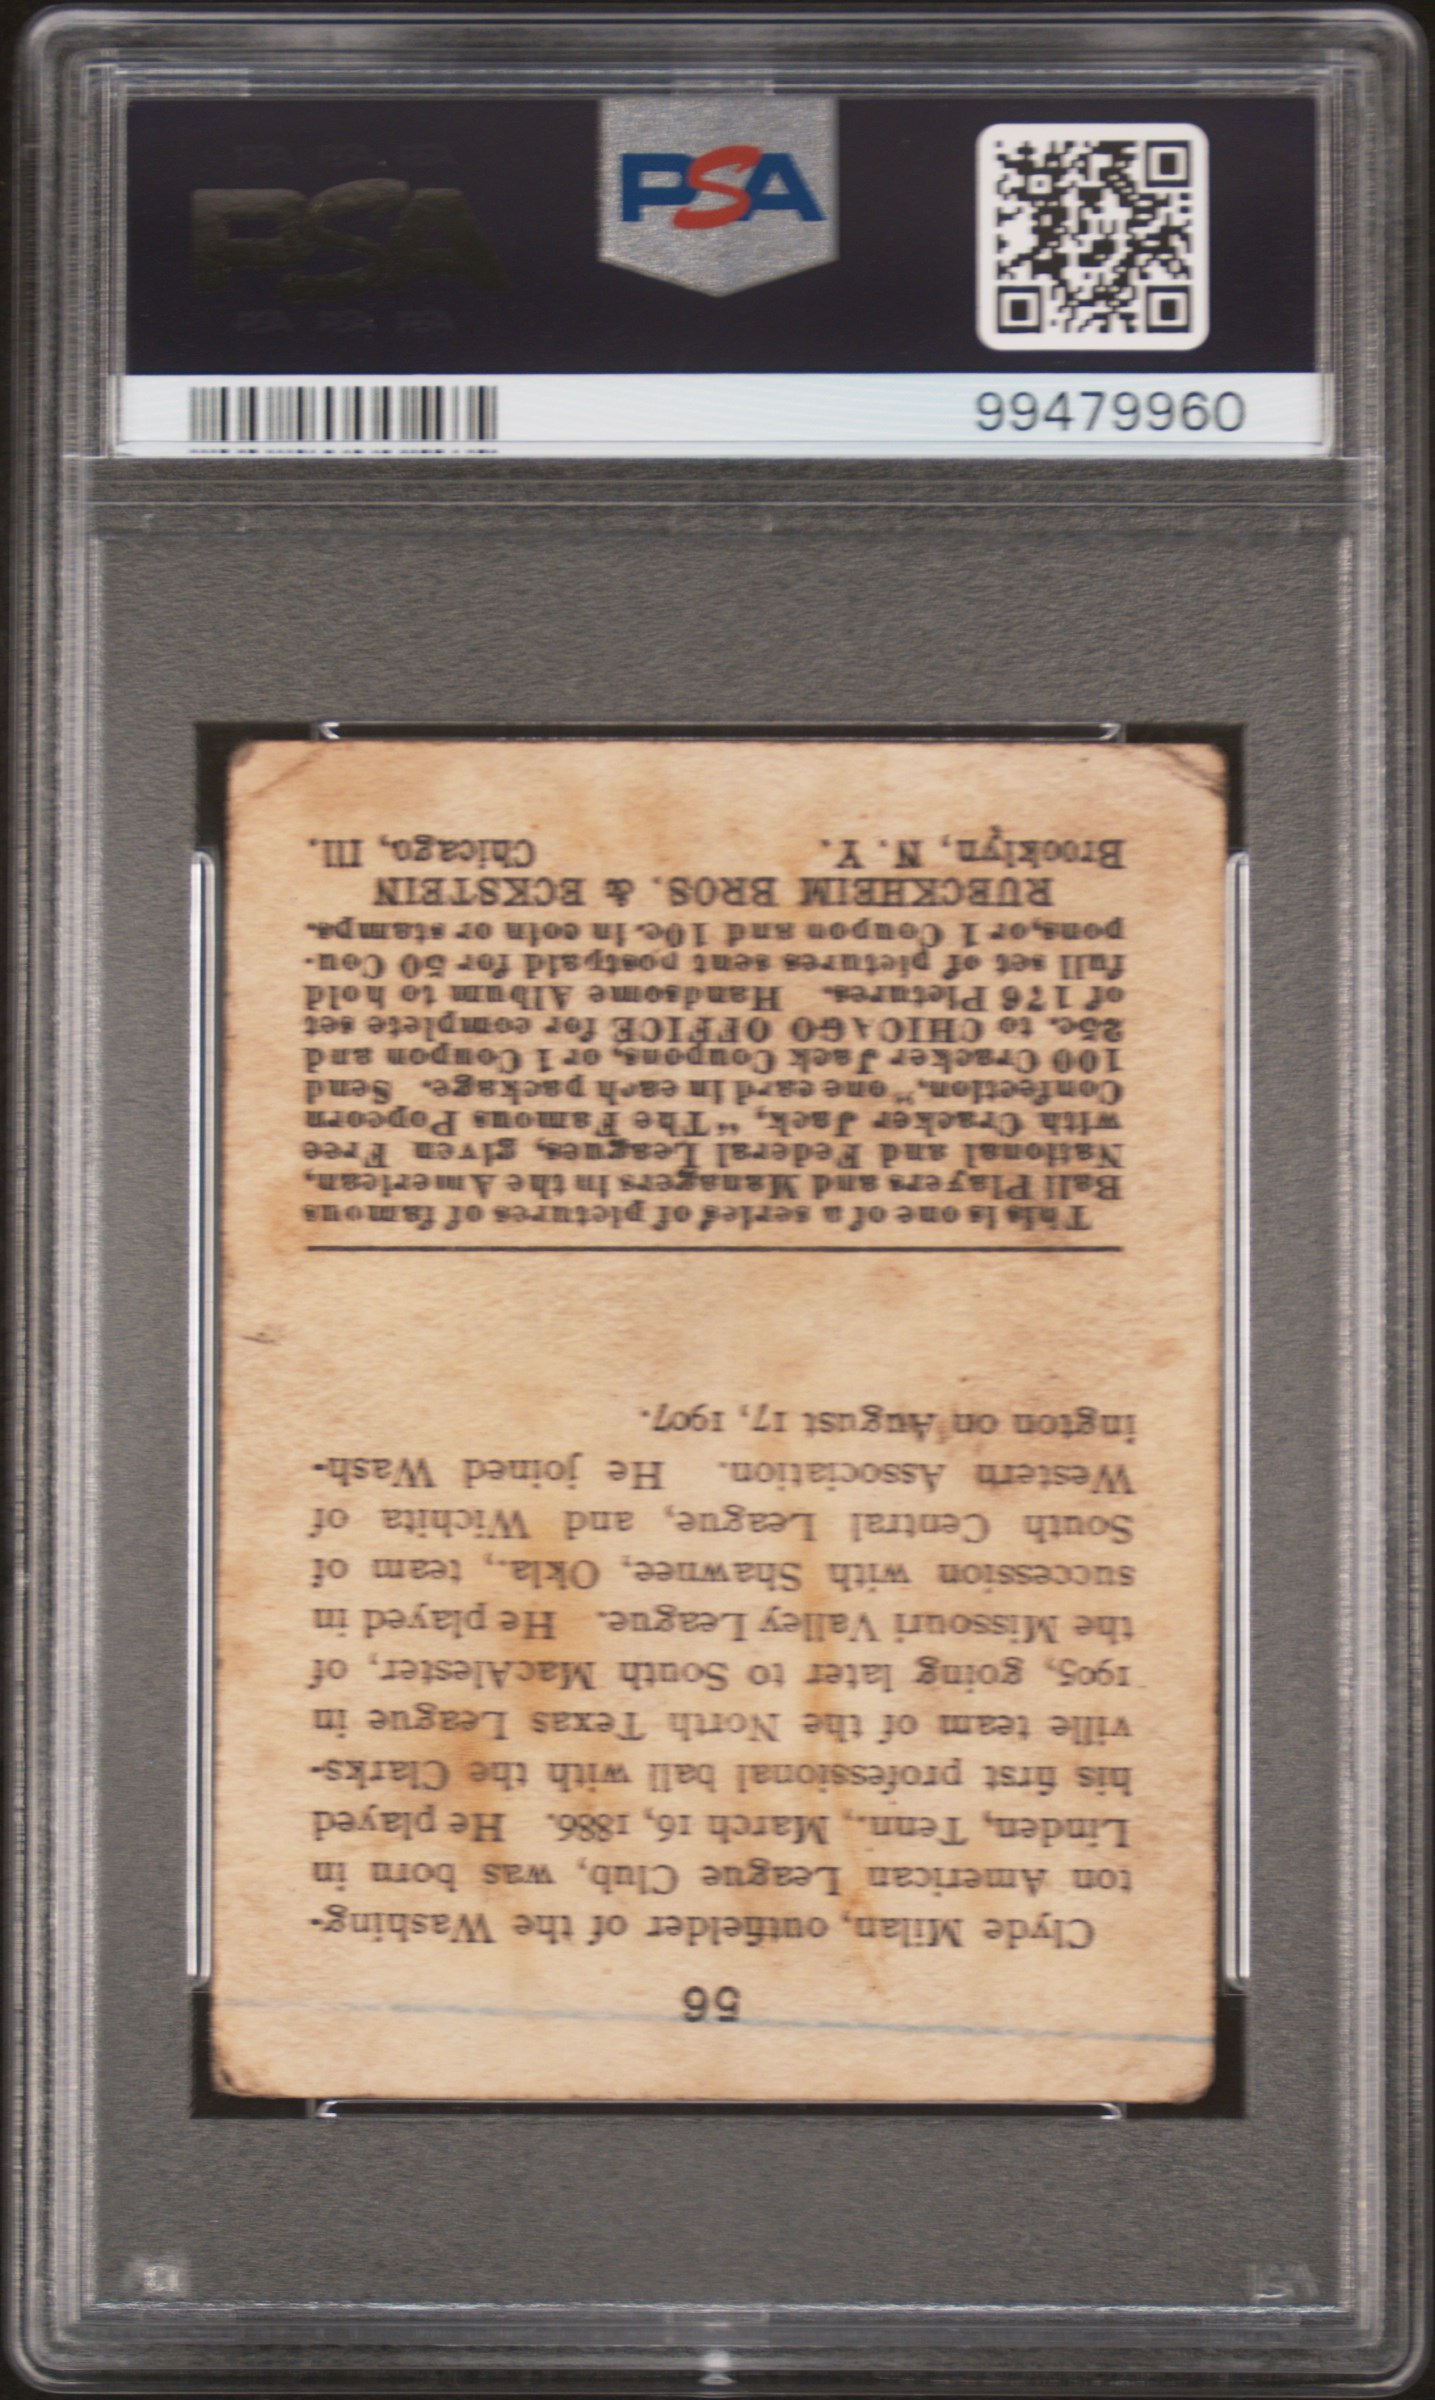 PSA
PSA
99479960
56
Clyde Milan, outfielder of the Washing-
ton American League Club, was born in
Linden, Tenn., March 16, 1886. He played
his first professional ball with the Clarks-
ville team of the North Texas League in
1905, going later to South MacAlester, of
the Missouri Valley League. He played in
succession with Shawnee, Okla., team of
South Central League, and Wichita of
Western Association. He joined Wash-
ington on August 17, 1907.
This is one of a series of pictures of famous
Ball Players and Managers in the American,
National and Federal Leagues, given Free
with Cracker Jack, “The Famous Popcorn
Confection,” one card in each package. Send
100 Cracker Jack Coupons, or 1 Coupon and
25c. to CHICAGO OFFICE for complete set
of 176 Pictures. Handsome Album to hold
full set of pictures sent postpaid for 50 Cou-
pons, or 1 Coupon and 10c. in coin or stamps.
RUECKHEIM BROS. & ECKSTEIN
Brooklyn, N. Y. Chicago, Ill.